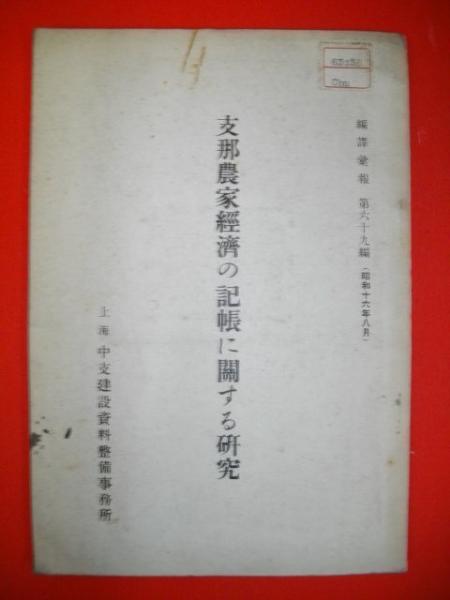 編譯彙報 第六十九編 (昭和十六年八月)
支那農家經濟の記帳に關する研究
上海 中支建設資料整備事務所